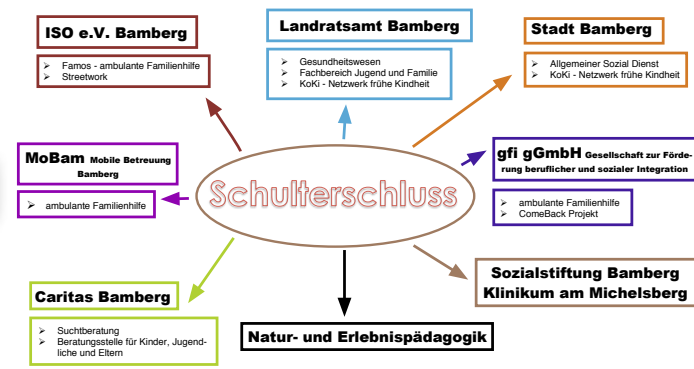 ISO e.V. Bamberg
➢ Famos - ambulante Familienhilfe
➢ Streetwork
Landratsamt Bamberg
➢ Gesundheitswesen
➢ Fachbereich Jugend und Familie
➢ KoKi - Netzwerk frühe Kindheit
Stadt Bamberg
➢ Allgemeiner Sozial Dienst
➢ KoKi - Netzwerk frühe Kindheit
MoBam Mobile Betreuung
Bamberg
➢ ambulante Familienhilfe
Schulterschluss
gfi gGmbH Gesellschaft zur Förde-
rung beruflicher und sozialer Integration
➢ ambulante Familienhilfe
➢ ComeBack Projekt
Caritas Bamberg
➢ Suchtberatung
➢ Beratungsstelle für Kinder, Jugend-
liche und Eltern
Natur- und Erlebnispädagogik
Sozialstiftung Bamberg
Klinikum am Michelsberg